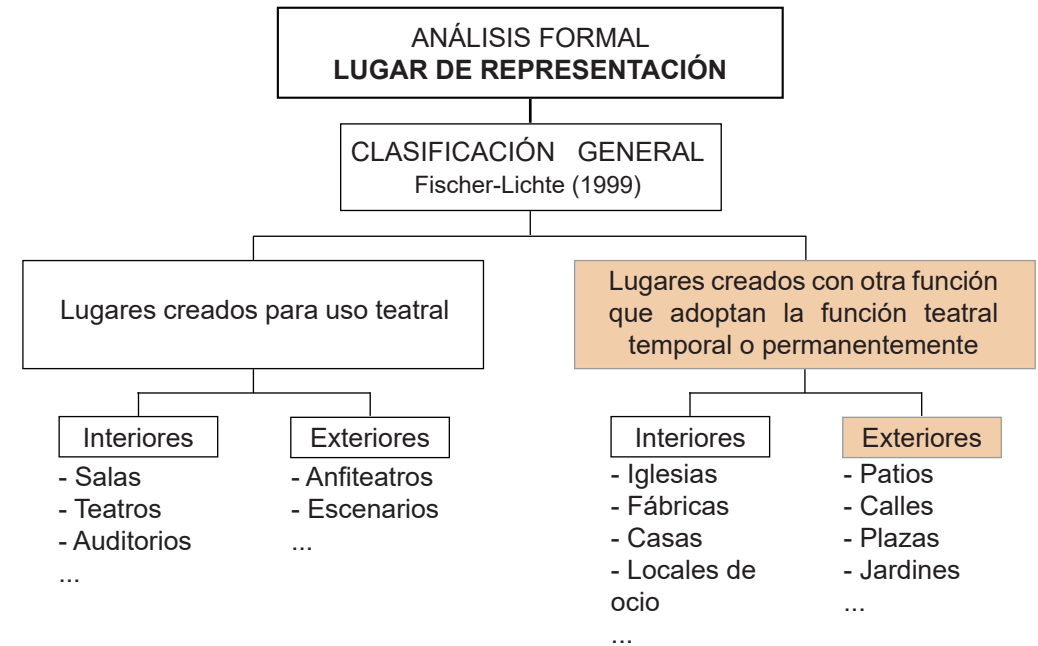 ANÁLISIS FORMAL
LUGAR DE REPRESENTACIÓN
CLASIFICACIÓN GENERAL
Fischer-Lichte (1999)
Lugares creados para uso teatral
Lugares creados con otra función
que adoptan la función teatral
temporal o permanentemente
Interiores
- Salas
- Teatros
- Auditorios
...
Exteriores
- Anfiteatros
- Escenarios
...
Interiores
- Iglesias
- Fábricas
- Casas
- Locales de
ocio
...
Exteriores
- Patios
- Calles
- Plazas
- Jardines
...